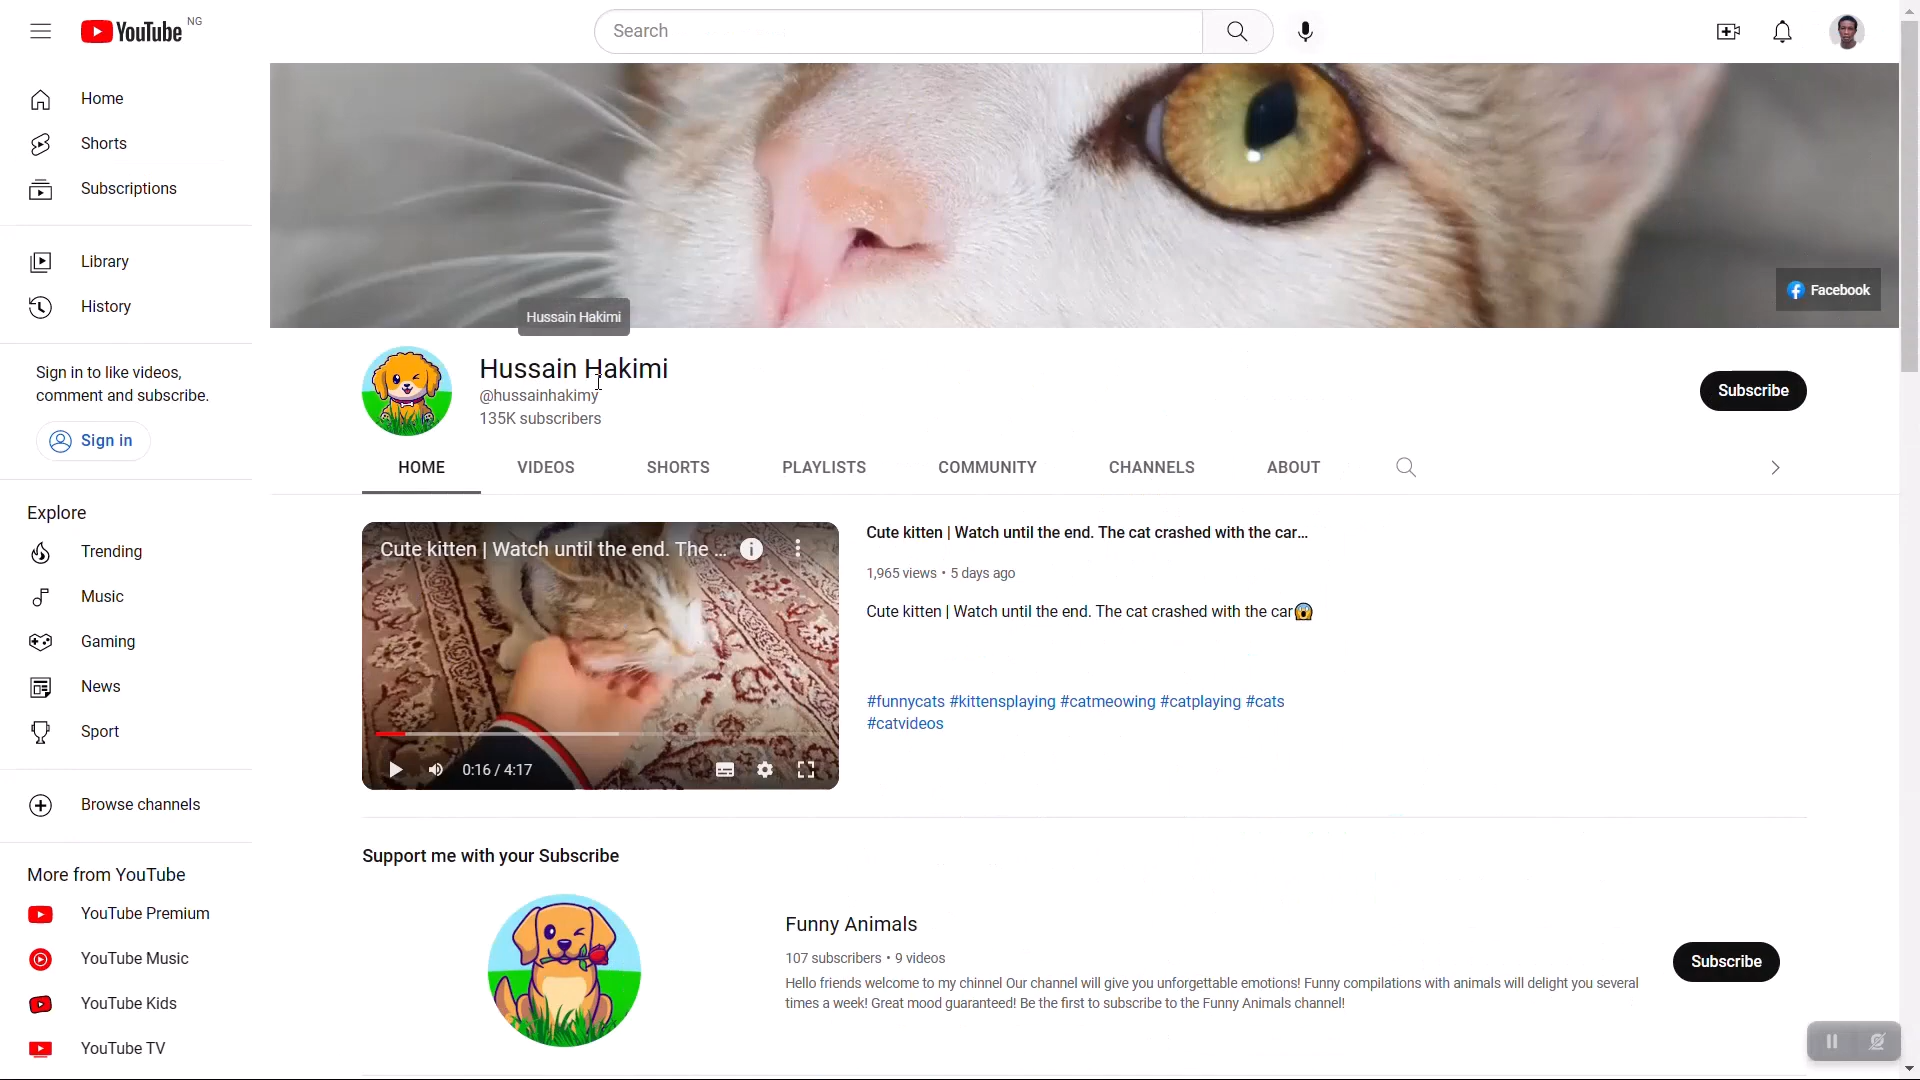 YouTube NG
Search
Home
Shorts
Subscriptions
Library
History
Sign in to like videos,
comment and subscribe.
Sign in
Explore
Trending
Music
Gaming
News
Sport
Browse channels
More from YouTube
YouTube Premium
YouTube Music
YouTube Kids
YouTube TV
Facebook
Hussain Hakimi
Hussain Hakimi
@hussainhakimy
135K subscribers
Subscribe
HOME VIDEOS SHORTS PLAYLISTS COMMUNITY CHANNELS ABOUT
Cute kitten | Watch until the end. The ...
0:16 / 4:17
Cute kitten | Watch until the end. The cat crashed with the car...
1,965 views • 5 days ago
Cute kitten | Watch until the end. The cat crashed with the car😱
#funnycats #kittensplaying #catmeowing #catplaying #cats
#catvideos
Support me with your Subscribe
Funny Animals
107 subscribers • 9 videos
Hello friends welcome to my chinnel Our channel will give you unforgettable emotions! Funny compilations with animals will delight you several
times a week! Great mood guaranteed! Be the first to subscribe to the Funny Animals channel!
Subscribe